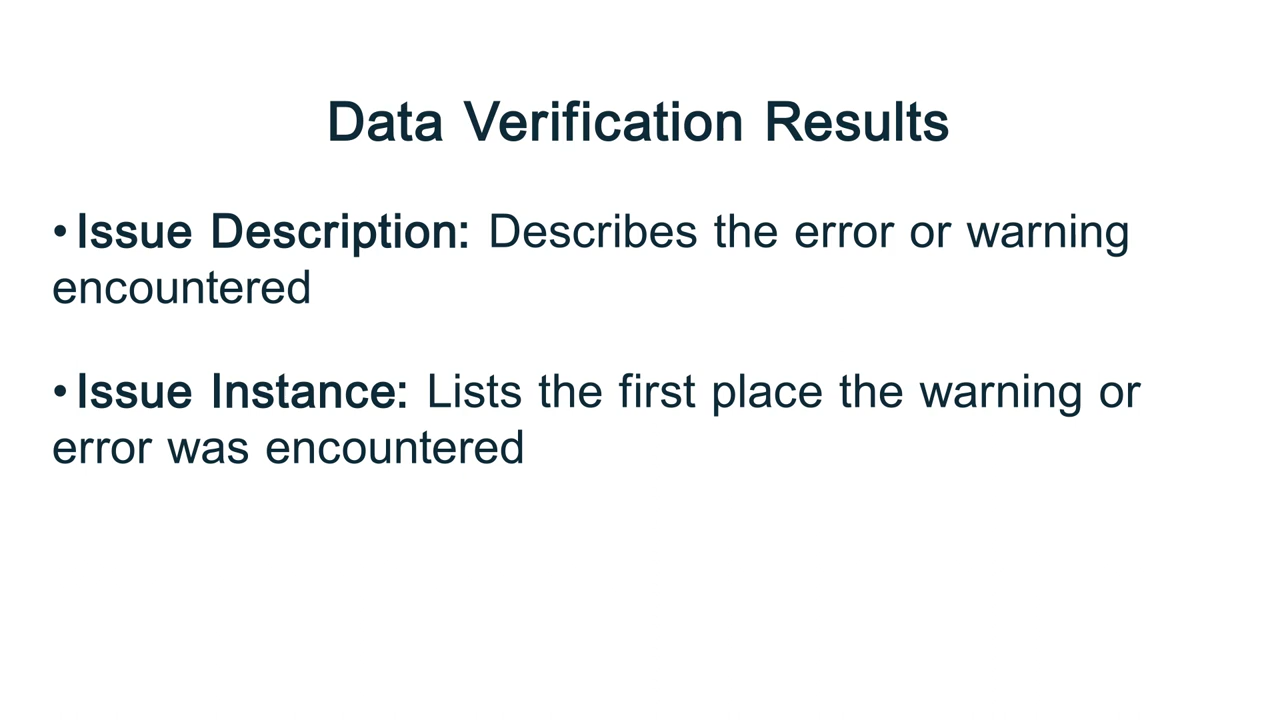 Data Verification Results
• Issue Description: Describes the error or warning
encountered
• Issue Instance: Lists the first place the warning or
error was encountered